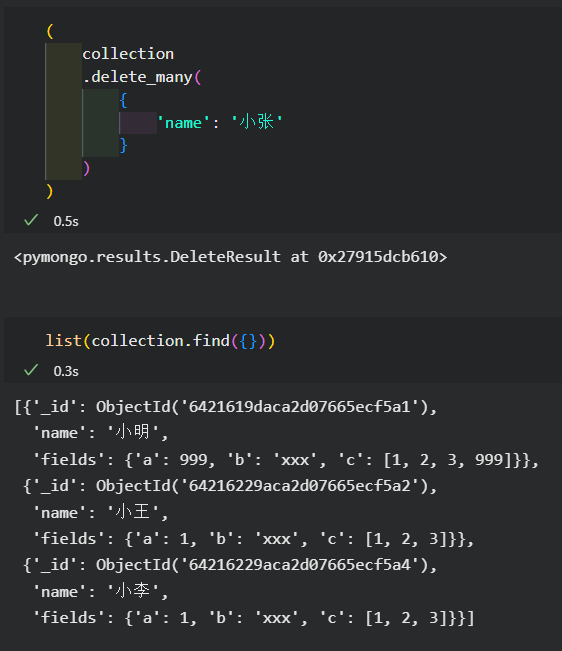 (
    collection
    .delete_many(
        {
            'name': '小张'
        }
    )
)
0.5s
<pymongo.results.DeleteResult at 0x27915dcb610>
list(collection.find({}))
0.3s
[{'_id': ObjectId('6421619daca2d07665ecf5a1'),
  'name': '小明',
  'fields': {'a': 999, 'b': 'xxx', 'c': [1, 2, 3, 999]}},
 {'_id': ObjectId('64216229aca2d07665ecf5a2'),
  'name': '小王',
  'fields': {'a': 1, 'b': 'xxx', 'c': [1, 2, 3]}},
 {'_id': ObjectId('64216229aca2d07665ecf5a4'),
  'name': '小李',
  'fields': {'a': 1, 'b': 'xxx', 'c': [1, 2, 3]}}]